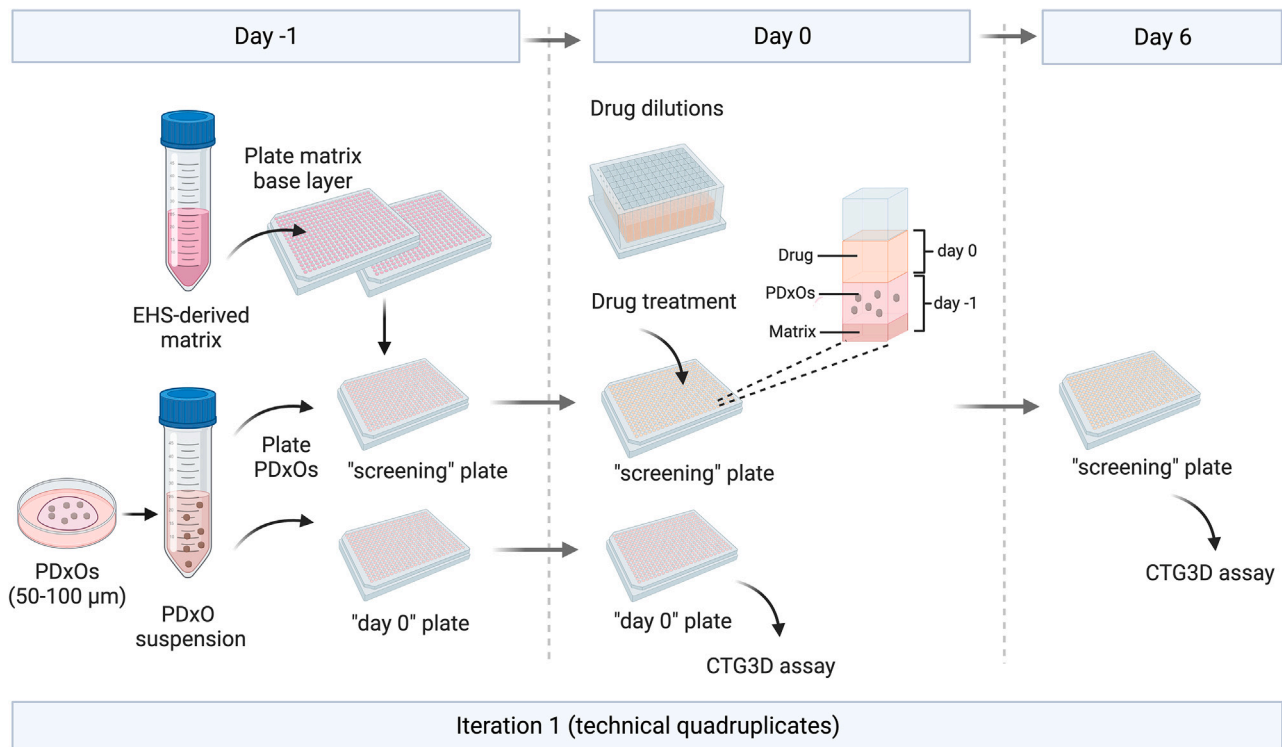 Day -1
Day 0
Day 6
Plate matrix
base layer
EHS-derived
matrix
Plate
PDxOs
"screening" plate
PDxOs
(50-100 μm)
PDxO
suspension
"day 0" plate
Drug dilutions
Drug
day 0
PDxOs
day -1
Matrix
Drug treatment
"screening" plate
"day 0" plate
CTG3D assay
"screening" plate
CTG3D assay
Iteration 1 (technical quadruplicates)